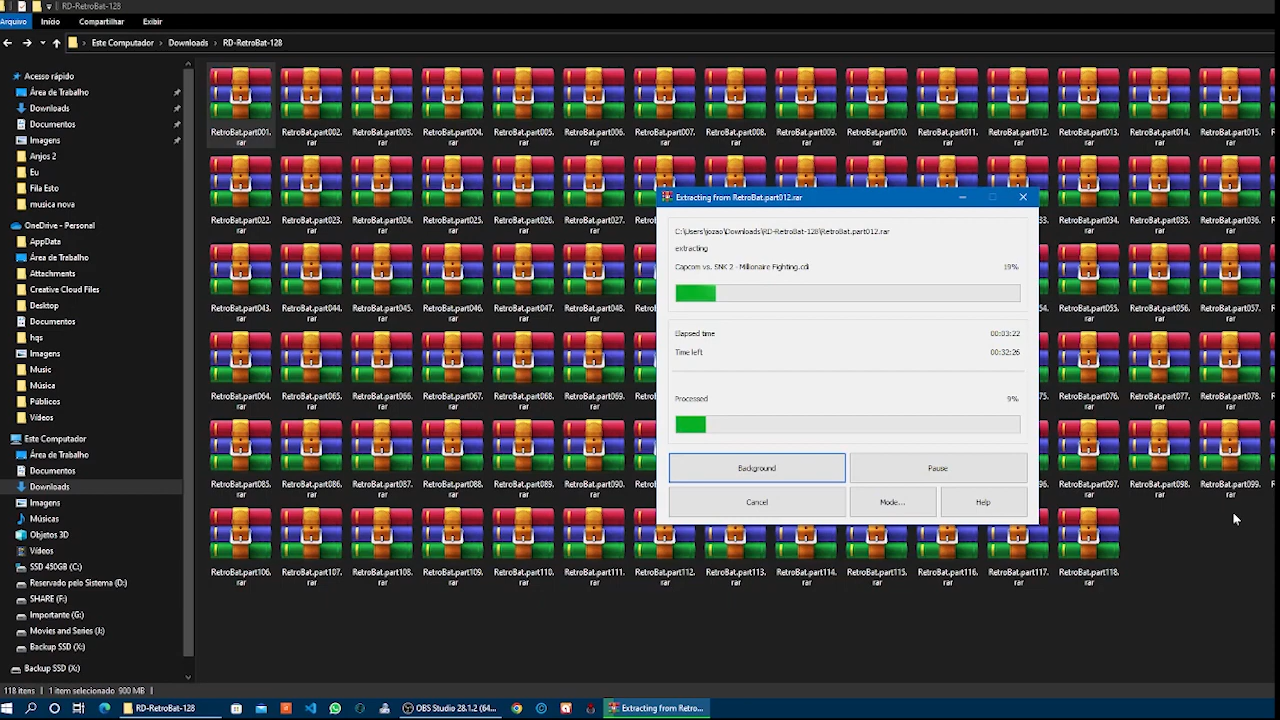 RD-RetroBat-128
Arquivo
Início
Compartilhar
Exibir
Este Computador
Downloads
RD-RetroBat-128
Acesso rápido
Área de Trabalho
Downloads
Documentos
Imagens
Anjos 2
Eu
Fila Esto
musica nova
OneDrive - Personal
AppData
Área de Trabalho
Attachments
Creative Cloud Files
Desktop
Documentos
hqs
Imagens
Music
Música
Públicos
Vídeos
Este Computador
Área de Trabalho
Documentos
Downloads
Imagens
Músicas
Objetos 3D
Vídeos
SSD 450GB (C:)
Reservado pelo Sistema (D:)
SHARE (F:)
Importante (G:)
Movies and Series (J:)
Backup SSD (X:)
Backup SSD (X:)
RetroBat.part001.rar
RetroBat.part002.rar
RetroBat.part003.rar
RetroBat.part004.rar
RetroBat.part005.rar
RetroBat.part006.rar
RetroBat.part007.rar
RetroBat.part008.rar
RetroBat.part009.rar
RetroBat.part010.rar
RetroBat.part011.rar
RetroBat.part012.rar
RetroBat.part013.rar
RetroBat.part014.rar
RetroBat.part015.rar
RetroBat.part022.rar
RetroBat.part023.rar
RetroBat.part024.rar
RetroBat.part025.rar
RetroBat.part026.rar
RetroBat.part027.rar
RetroBat.part034.rar
RetroBat.part035.rar
RetroBat.part036.rar
RetroBat.part043.rar
RetroBat.part044.rar
RetroBat.part045.rar
RetroBat.part046.rar
RetroBat.part047.rar
RetroBat.part048.rar
RetroBat.part055.rar
RetroBat.part056.rar
RetroBat.part057.rar
RetroBat.part064.rar
RetroBat.part065.rar
RetroBat.part066.rar
RetroBat.part067.rar
RetroBat.part068.rar
RetroBat.part069.rar
RetroBat.part076.rar
RetroBat.part077.rar
RetroBat.part078.rar
RetroBat.part085.rar
RetroBat.part086.rar
RetroBat.part087.rar
RetroBat.part088.rar
RetroBat.part089.rar
RetroBat.part090.rar
RetroBat.part097.rar
RetroBat.part098.rar
RetroBat.part099.rar
RetroBat.part106.rar
RetroBat.part107.rar
RetroBat.part108.rar
RetroBat.part109.rar
RetroBat.part110.rar
RetroBat.part111.rar
RetroBat.part112.rar
RetroBat.part113.rar
RetroBat.part114.rar
RetroBat.part115.rar
RetroBat.part116.rar
RetroBat.part117.rar
RetroBat.part118.rar
Extracting from RetroBat.part012.rar
C:\Users\jozao\Downloads\RD-RetroBat-128\RetroBat.part012.rar
extracting
Capcom vs. SNK 2 - Millionaire Fighting.cdi 19%
Elapsed time 00:03:22
Time left 00:32:26
Processed 9%
Background
Pause
Cancel
Mode...
Help
118 itens
1 item selecionado 900 MB
RD-RetroBat-128
OBS Studio 28.1.2 (64...
Extracting from Retro...